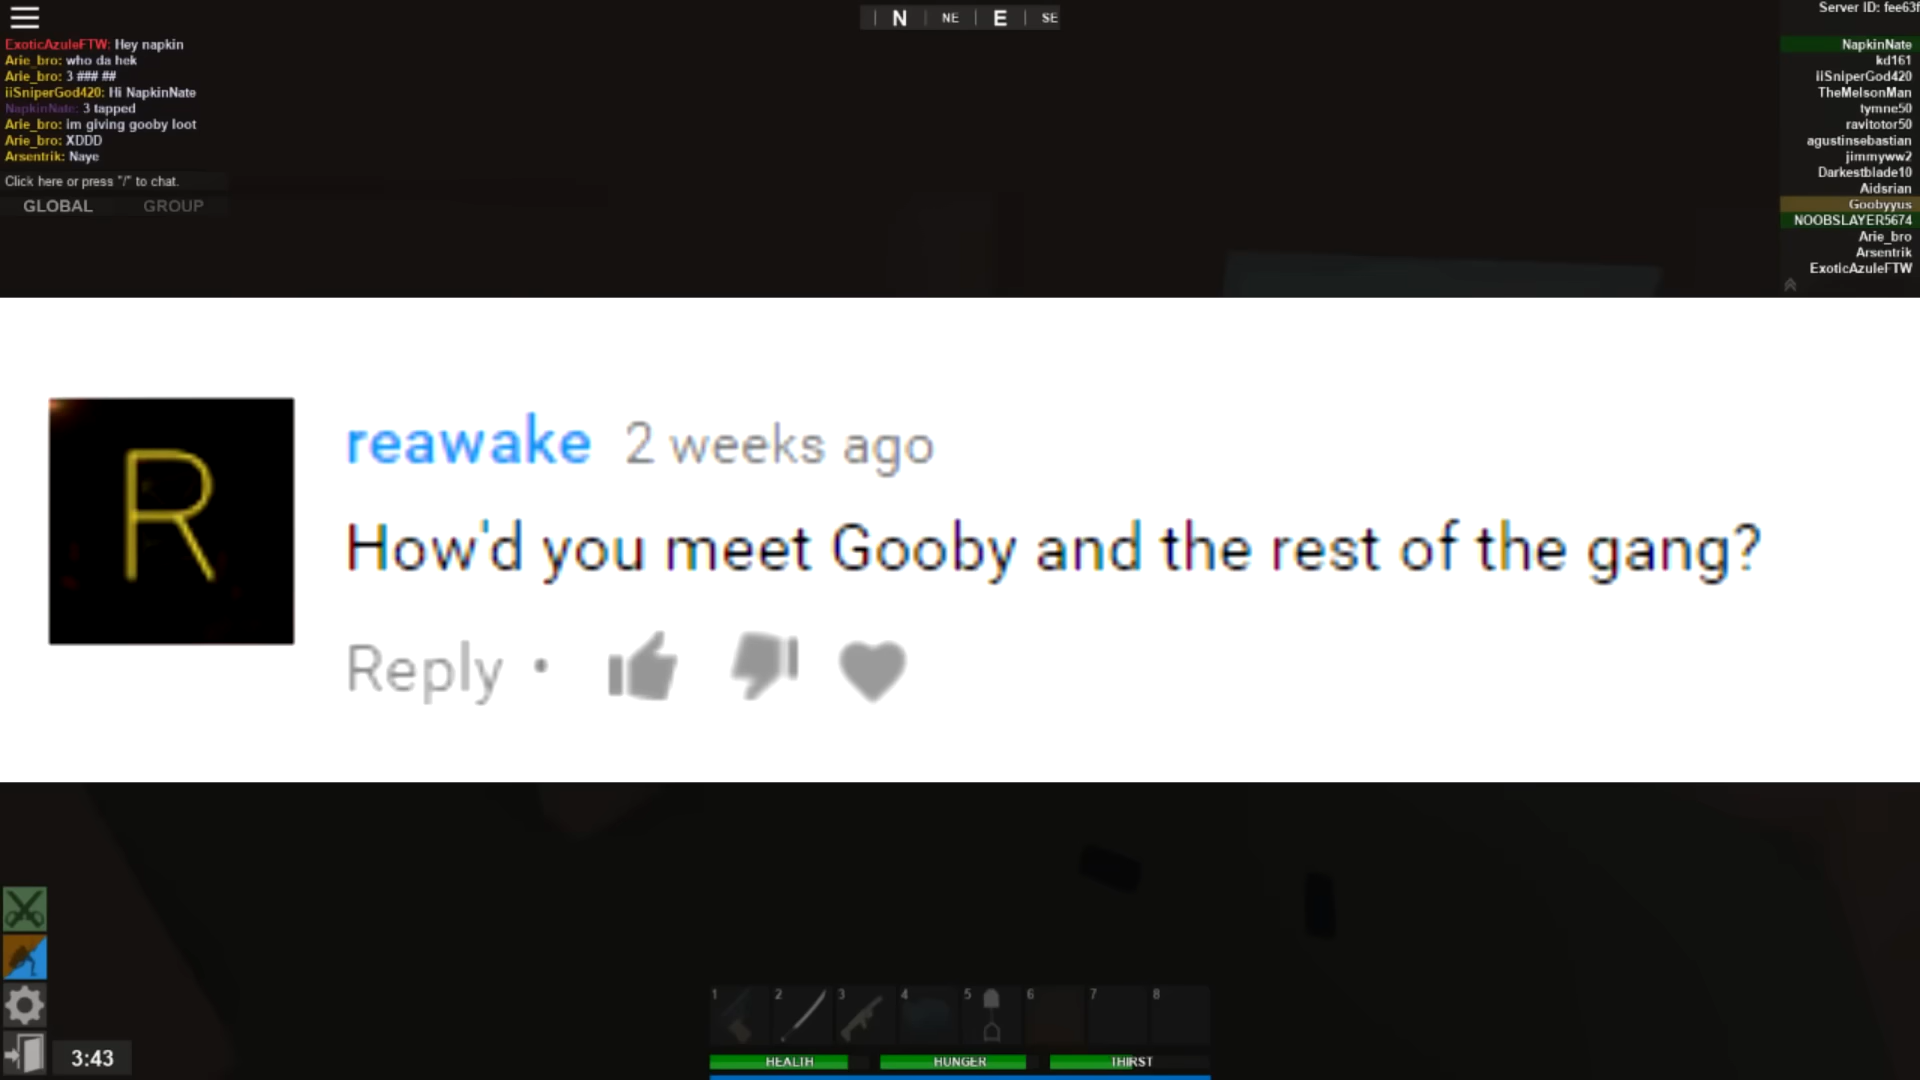 N NE E SE
Server ID: fee63f
ExoticAzuleFTW: Hey napkin
Arie_bro: who da hek
Arie_bro: 3 ### ##
iiSniperGod420: Hi NapkinNate
NapkinNate: 3 tapped
Arie_bro: im giving gooby loot
Arie_bro: XDDD
Arsentrik: Naye
Click here or press "/" to chat.
GLOBAL GROUP
NapkinNate
kd161
iiSniperGod420
TheMelsonMan
tymne50
ravitotor50
agustinsebastian
jimmyww2
Darkestblade10
Aidsrian
Goobyyus
NOOBSLAYER5674
Arie_bro
Arsentrik
ExoticAzuleFTW
R
reawake 2 weeks ago
How'd you meet Gooby and the rest of the gang?
Reply •
1 2 3 4 5 6 7 8
3:43
HEALTH HUNGER THIRST